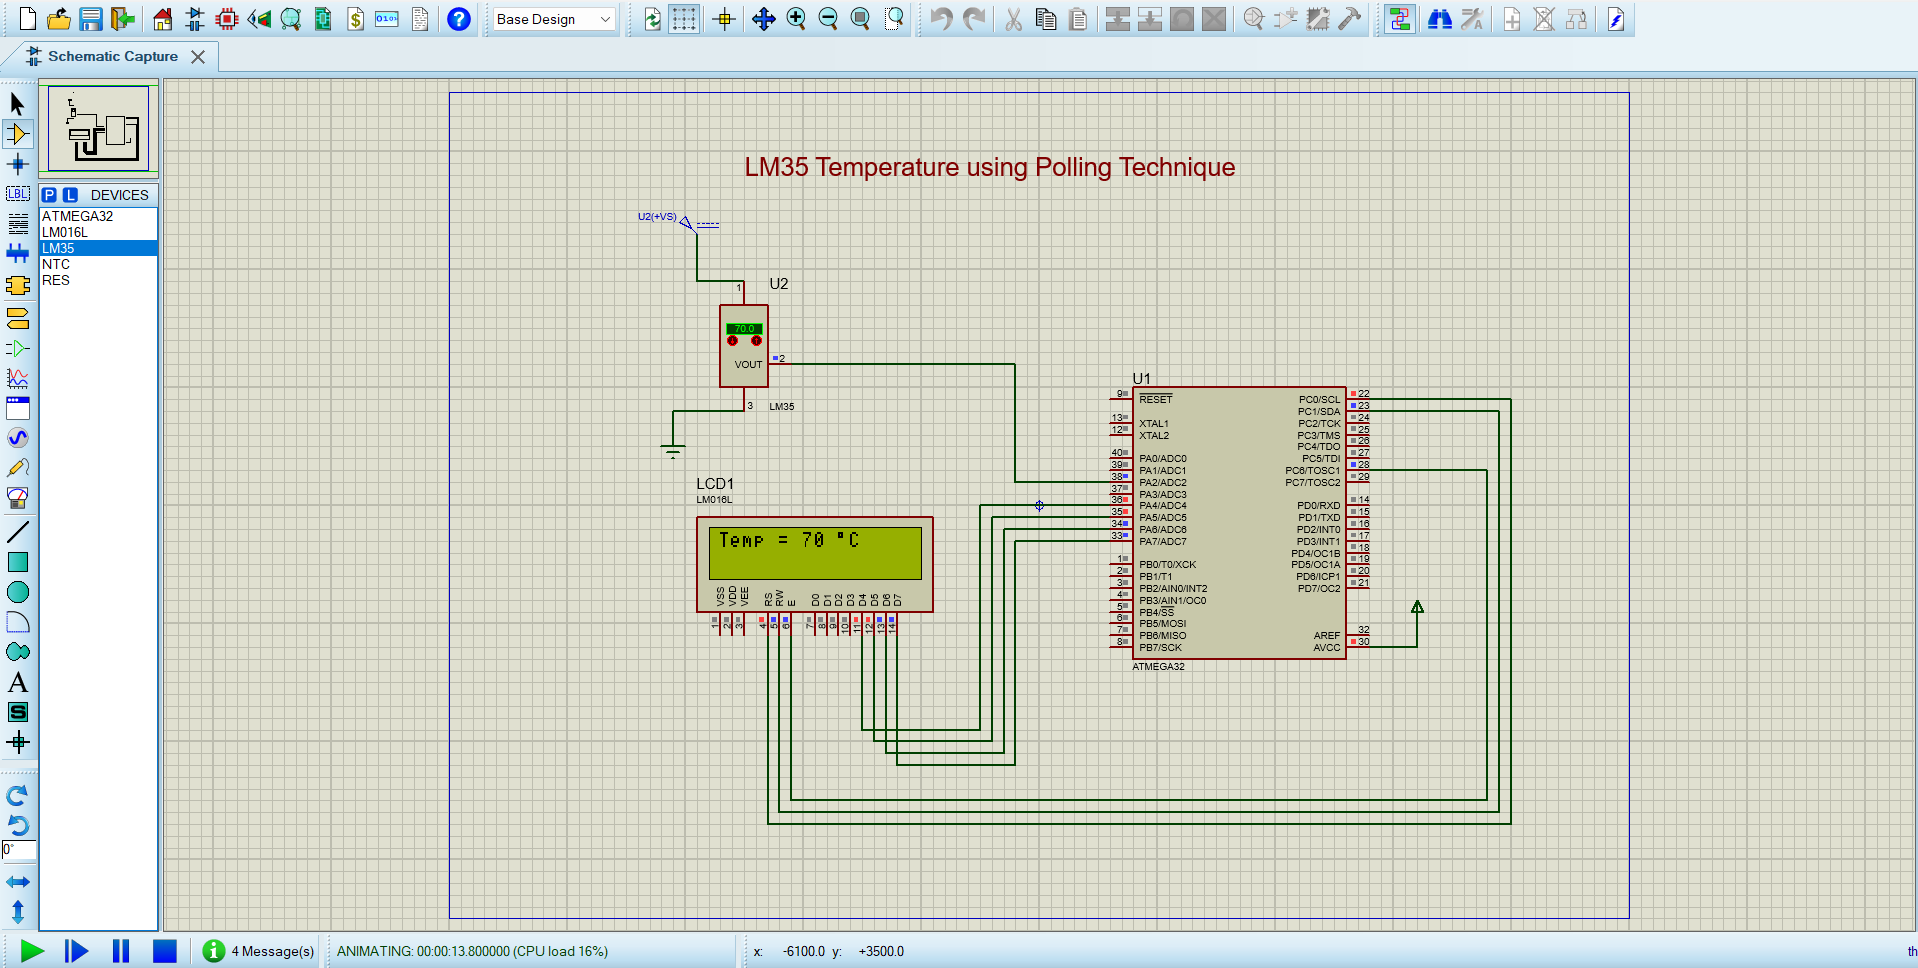 Base Design
Schematic Capture
P L DEVICES
ATMEGA32
LM016L
LM35
NTC
RES
LBL
A
S
0°
LM35 Temperature using Polling Technique
U2(+VS)
U2
1
70.0
VOUT
2
3
LM35
LCD1
LM016L
Temp = 70 °C
VSS VDD VEE RS RW E D0 D1 D2 D3 D4 D5 D6 D7
1 2 3 4 5 6 7 8 9 10 11 12 13 14
U1
9 RESET PC0/SCL 22
PC1/SDA 23
13 XTAL1 PC2/TCK 24
12 XTAL2 PC3/TMS 25
PC4/TDO 26
40 PA0/ADC0 PC5/TDI 27
39 PA1/ADC1 PC6/TOSC1 28
38 PA2/ADC2 PC7/TOSC2 29
37 PA3/ADC3
36 PA4/ADC4 PD0/RXD 14
35 PA5/ADC5 PD1/TXD 15
34 PA6/ADC6 PD2/INT0 16
33 PA7/ADC7 PD3/INT1 17
PD4/OC1B 18
1 PB0/T0/XCK PD5/OC1A 19
2 PB1/T1 PD6/ICP1 20
3 PB2/AIN0/INT2 PD7/OC2 21
4 PB3/AIN1/OC0
5 PB4/SS
6 PB5/MOSI
7 PB6/MISO AREF 32
8 PB7/SCK AVCC 30
ATMEGA32
4 Message(s)
ANIMATING: 00:00:13.800000 (CPU load 16%)
x: -6100.0 y: +3500.0
th